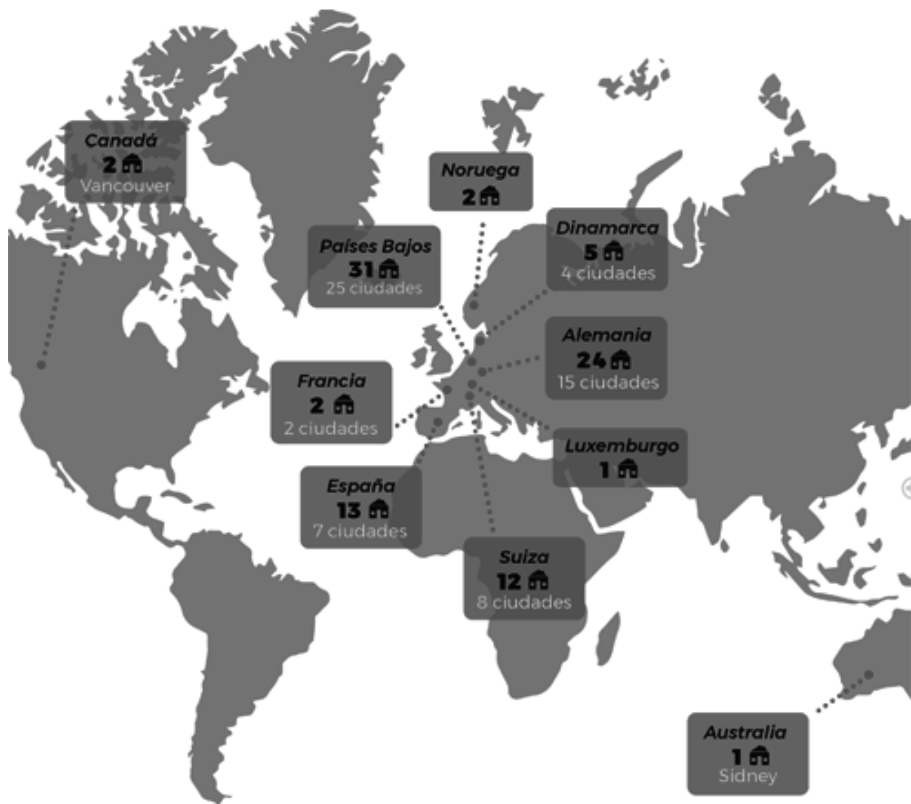 Canadá
2
Vancouver
Noruega
2
Dinamarca
5
4 ciudades
Países Bajos
31
25 ciudades
Alemania
24
15 ciudades
Francia
2
2 ciudades
Luxemburgo
1
España
13
7 ciudades
Suiza
12
8 ciudades
Australia
1
Sidney